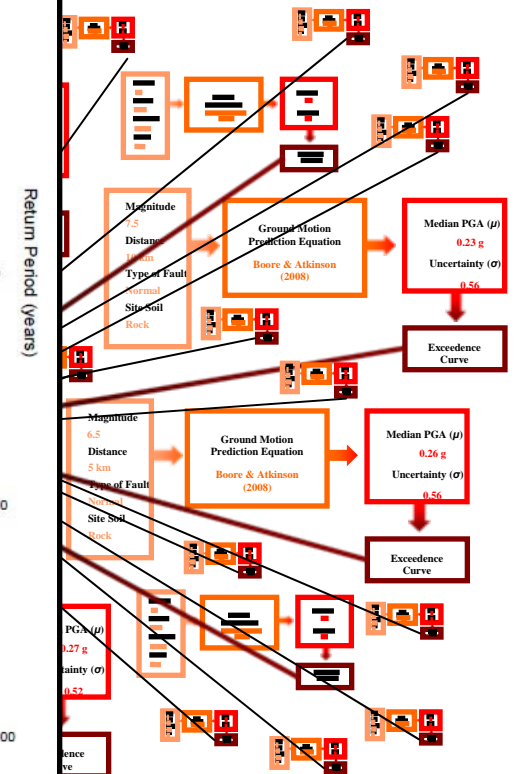 Return Period (years)
Magnitude
7.5
Distance
10 km
Type of Fault
Normal
Site Soil
Rock
Ground Motion
Prediction Equation
Boore & Atkinson
(2008)
Median PGA (μ)
0.23 g
Uncertainty (σ)
0.56
Exceedence
Curve
Magnitude
6.5
Distance
5 km
Type of Fault
Normal
Site Soil
Rock
Ground Motion
Prediction Equation
Boore & Atkinson
(2008)
Median PGA (μ)
0.26 g
Uncertainty (σ)
0.56
Exceedence
Curve
0
PGA (μ)
0.27 g
tainty (σ)
0.52
dence
ve
00